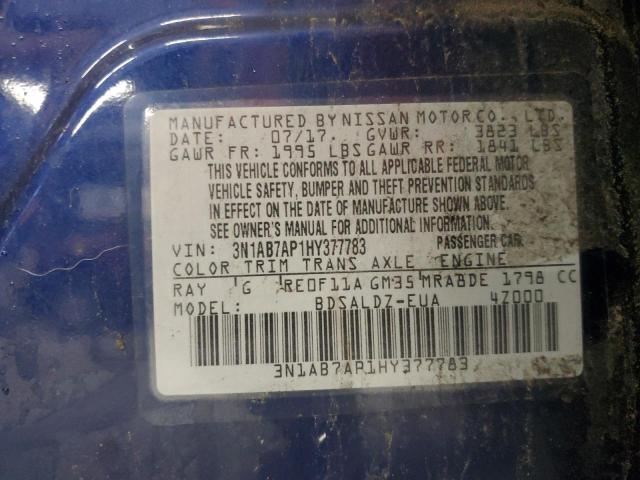 MANUFACTURED BY NISSAN MOTOR CO., LTD.
DATE: 07/17. GVWR: 3823 LBS
GAWR FR: 1995 LBS GAWR RR: 1841 LBS
THIS VEHICLE CONFORMS TO ALL APPLICABLE FEDERAL MOTOR
VEHICLE SAFETY, BUMPER AND THEFT PREVENTION STANDARDS
IN EFFECT ON THE DATE OF MANUFACTURE SHOWN ABOVE.
SEE OWNER'S MANUAL FOR ADDITIONAL INFORMATION
VIN: 3N1AB7AP1HY377783 PASSENGER CAR
COLOR TRIM TRANS AXLE ENGINE
RAY 'G RE0F11A GM35 MRA8DE 1798 CC
MODEL: BDSALDZ-EUA 4Z000
3N1AB7AP1HY377783